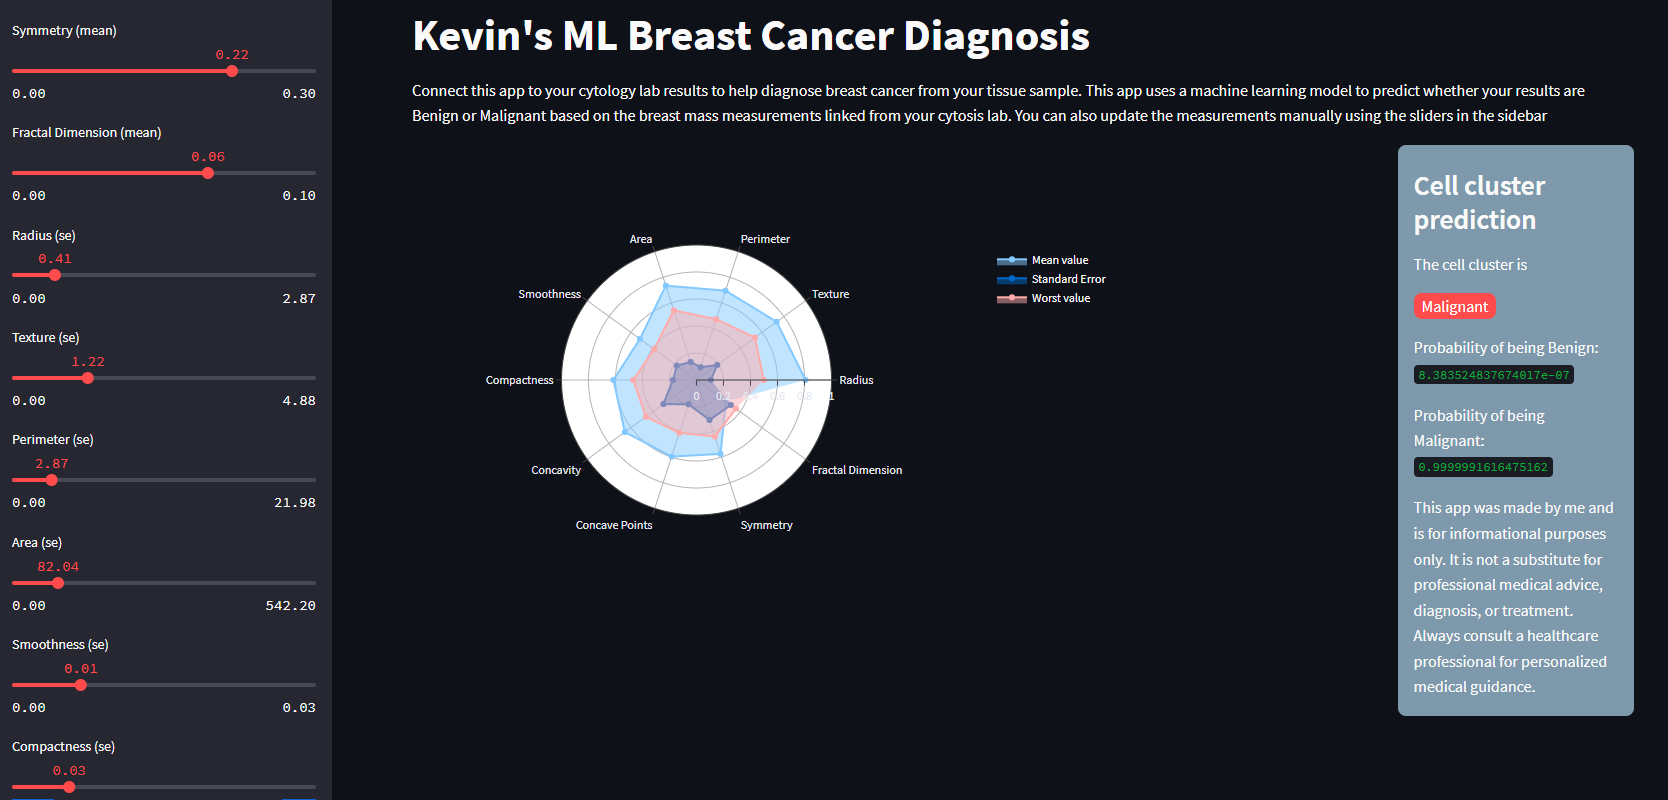 Symmetry (mean)
0.22
0.00 0.30
Fractal Dimension (mean)
0.06
0.00 0.10
Radius (se)
0.41
0.00 2.87
Texture (se)
1.22
0.00 4.88
Perimeter (se)
2.87
0.00 21.98
Area (se)
82.04
0.00 542.20
Smoothness (se)
0.01
0.00 0.03
Compactness (se)
0.03
Kevin's ML Breast Cancer Diagnosis
Connect this app to your cytology lab results to help diagnose breast cancer from your tissue sample. This app uses a machine learning model to predict whether your results are
Benign or Malignant based on the breast mass measurements linked from your cytosis lab. You can also update the measurements manually using the sliders in the sidebar
Area Perimeter
Smoothness Texture
Compactness Radius
0 0.2 0.4 0.6 0.8 1
Concavity Fractal Dimension
Concave Points Symmetry
Mean value
Standard Error
Worst value
Cell cluster
prediction
The cell cluster is
Malignant
Probability of being Benign:
8.383524837674017e-07
Probability of being
Malignant:
0.9999991616475162
This app was made by me and
is for informational purposes
only. It is not a substitute for
professional medical advice,
diagnosis, or treatment.
Always consult a healthcare
professional for personalized
medical guidance.